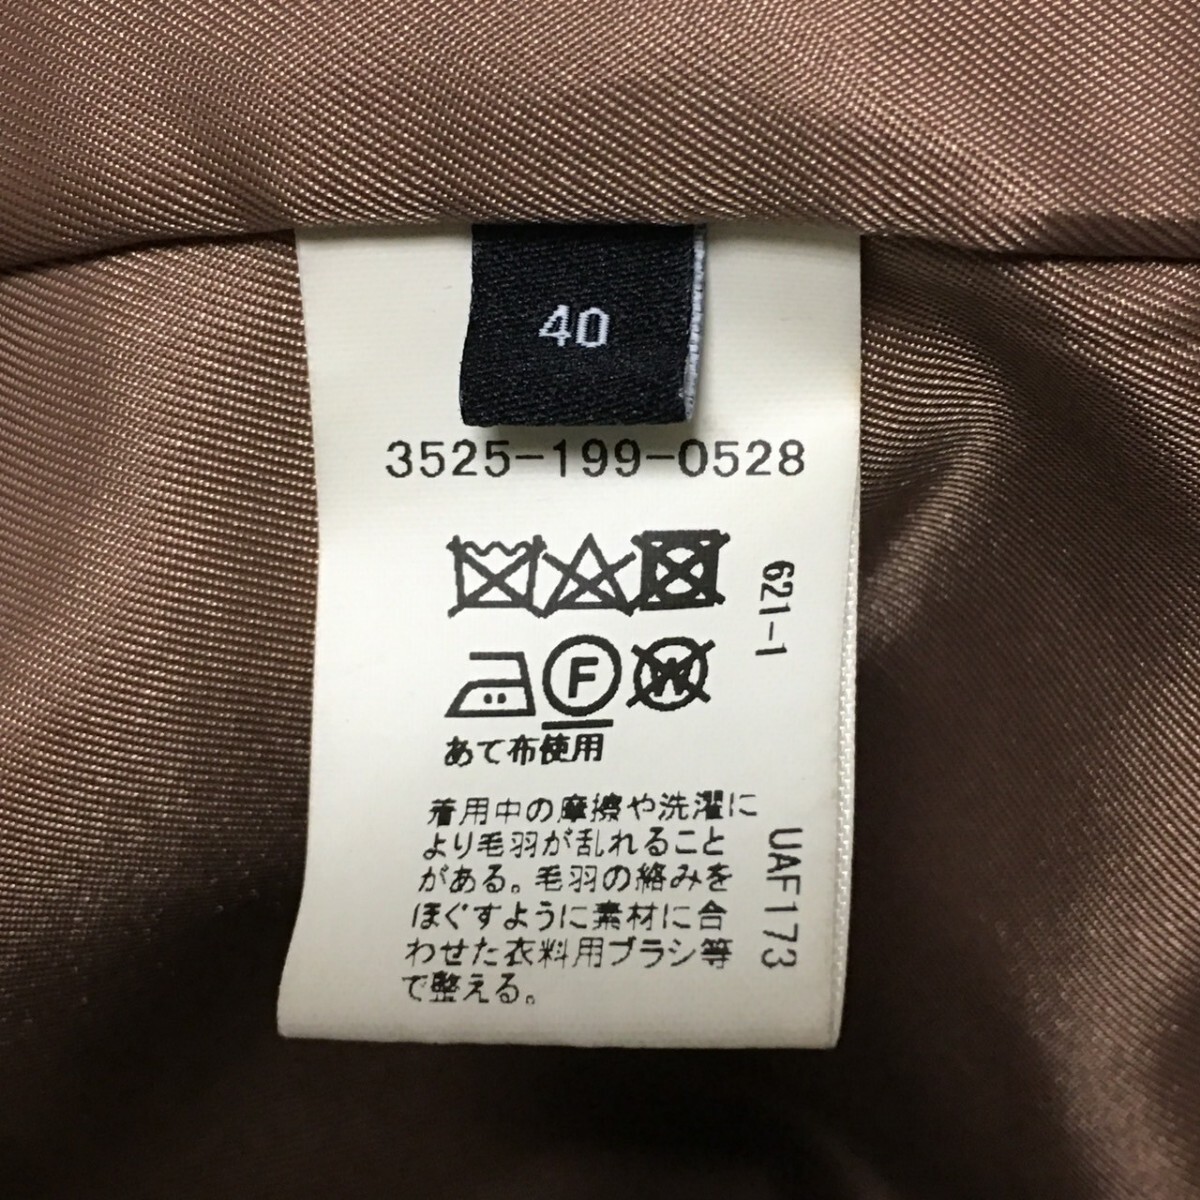 40
3525-199-0528
621-1
F
W
あて布使用
着用中の摩擦や洗濯に
より毛羽が乱れること
がある。毛羽の絡みを
ほぐすように素材に合
わせた衣料用ブラシ等
で整える。
UAF173